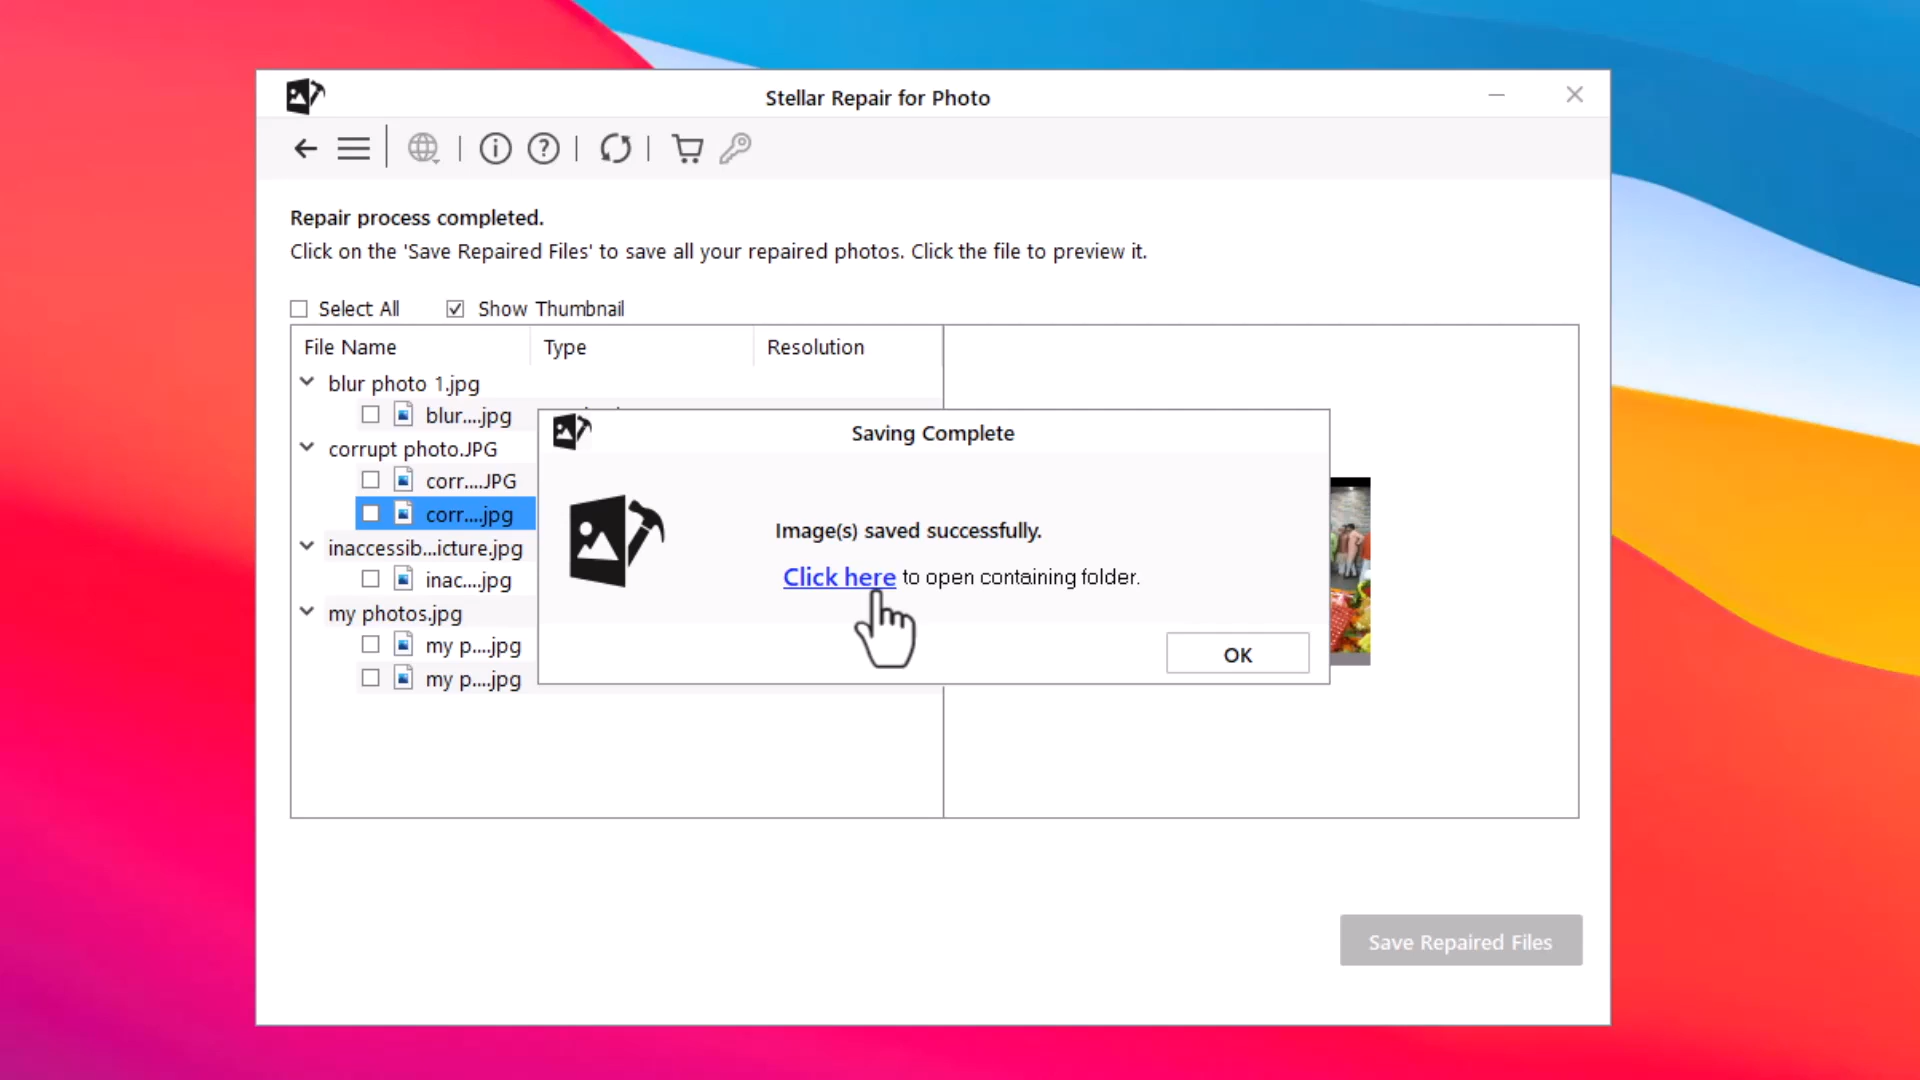 Stellar Repair for Photo
Repair process completed.
Click on the 'Save Repaired Files' to save all your repaired photos. Click the file to preview it.
Select All Show Thumbnail
File Name Type Resolution
blur photo 1.jpg
blur....jpg
corrupt photo.JPG
corr....JPG
corr....jpg
inaccessib...icture.jpg
inac....jpg
my photos.jpg
my p....jpg
my p....jpg
Saving Complete
Image(s) saved successfully.
Click here to open containing folder.
OK
Save Repaired Files